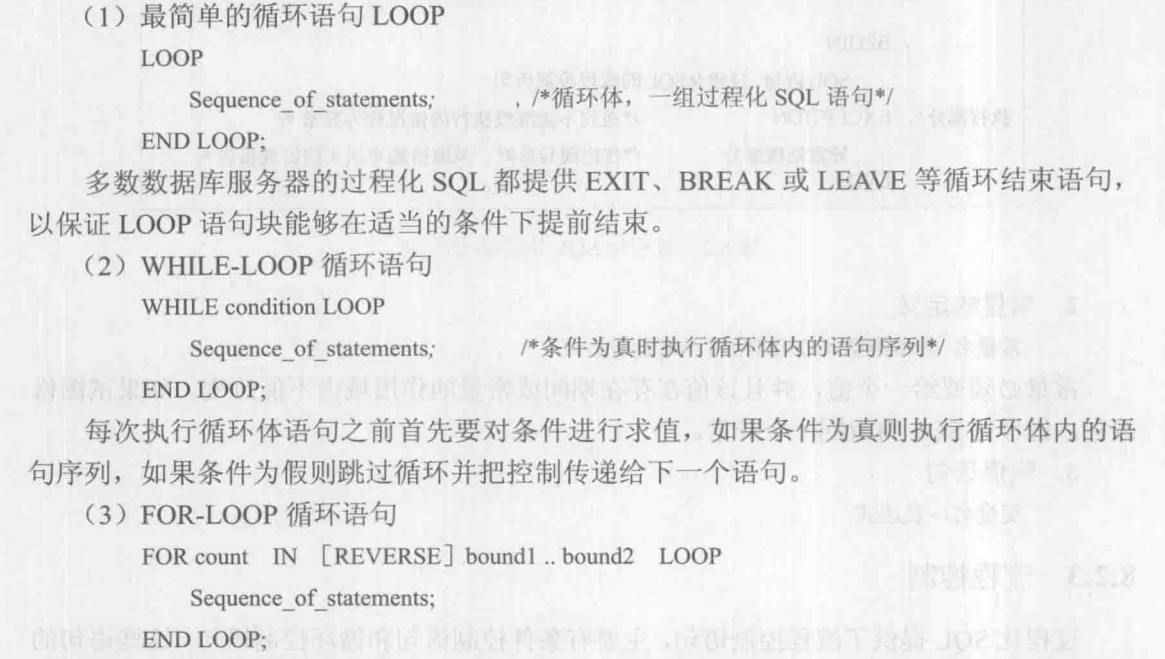 （1）最简单的循环语句 LOOP
LOOP
Sequence_of_statements; /*循环体，一组过程化 SQL 语句*/
END LOOP;
多数数据库服务器的过程化 SQL 都提供 EXIT、BREAK 或 LEAVE 等循环结束语句，
以保证 LOOP 语句块能够在适当的条件下提前结束。
（2）WHILE-LOOP 循环语句
WHILE condition LOOP
Sequence_of_statements; /*条件为真时执行循环体内的语句序列*/
END LOOP;
每次执行循环体语句之前首先要对条件进行求值，如果条件为真则执行循环体内的语
句序列，如果条件为假则跳过循环并把控制传递给下一个语句。
（3）FOR-LOOP 循环语句
FOR count IN ［REVERSE］bound1 .. bound2 LOOP
Sequence_of_statements;
END LOOP;